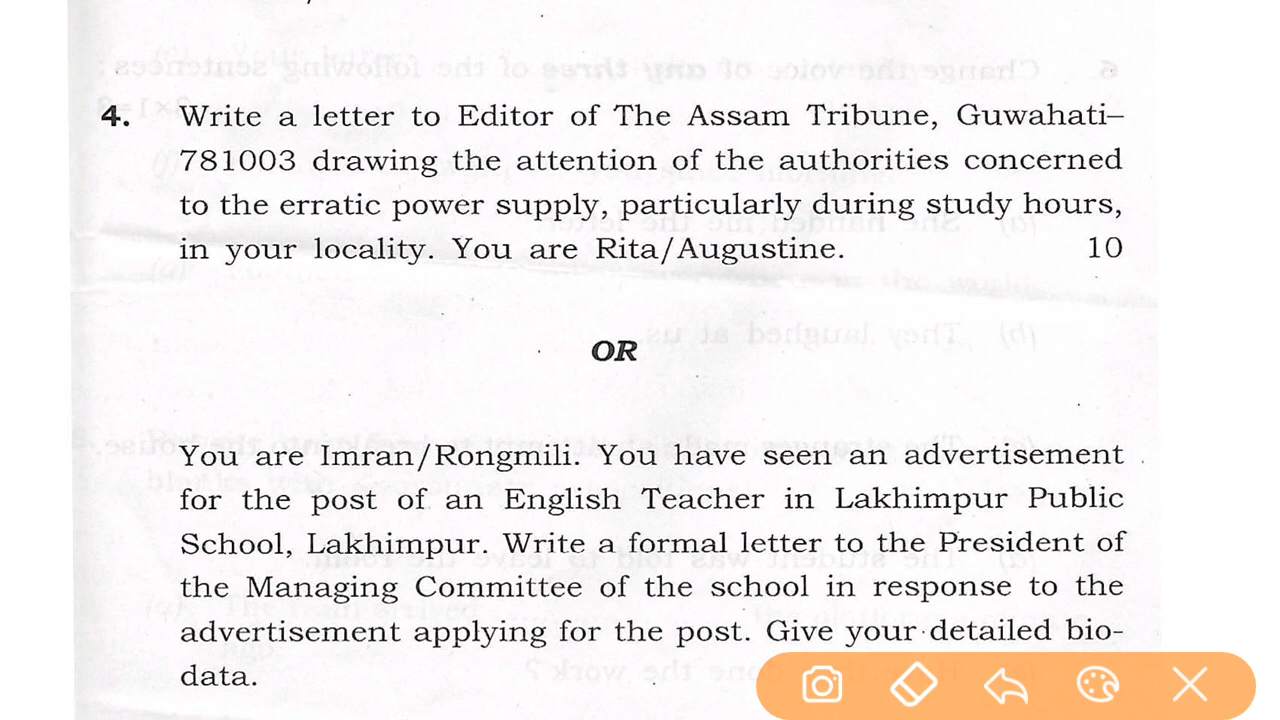 4. Write a letter to Editor of The Assam Tribune, Guwahati–
781003 drawing the attention of the authorities concerned
to the erratic power supply, particularly during study hours,
in your locality. You are Rita/Augustine. 10
OR
You are Imran/Rongmili. You have seen an advertisement
for the post of an English Teacher in Lakhimpur Public
School, Lakhimpur. Write a formal letter to the President of
the Managing Committee of the school in response to the
advertisement applying for the post. Give your detailed bio-
data.